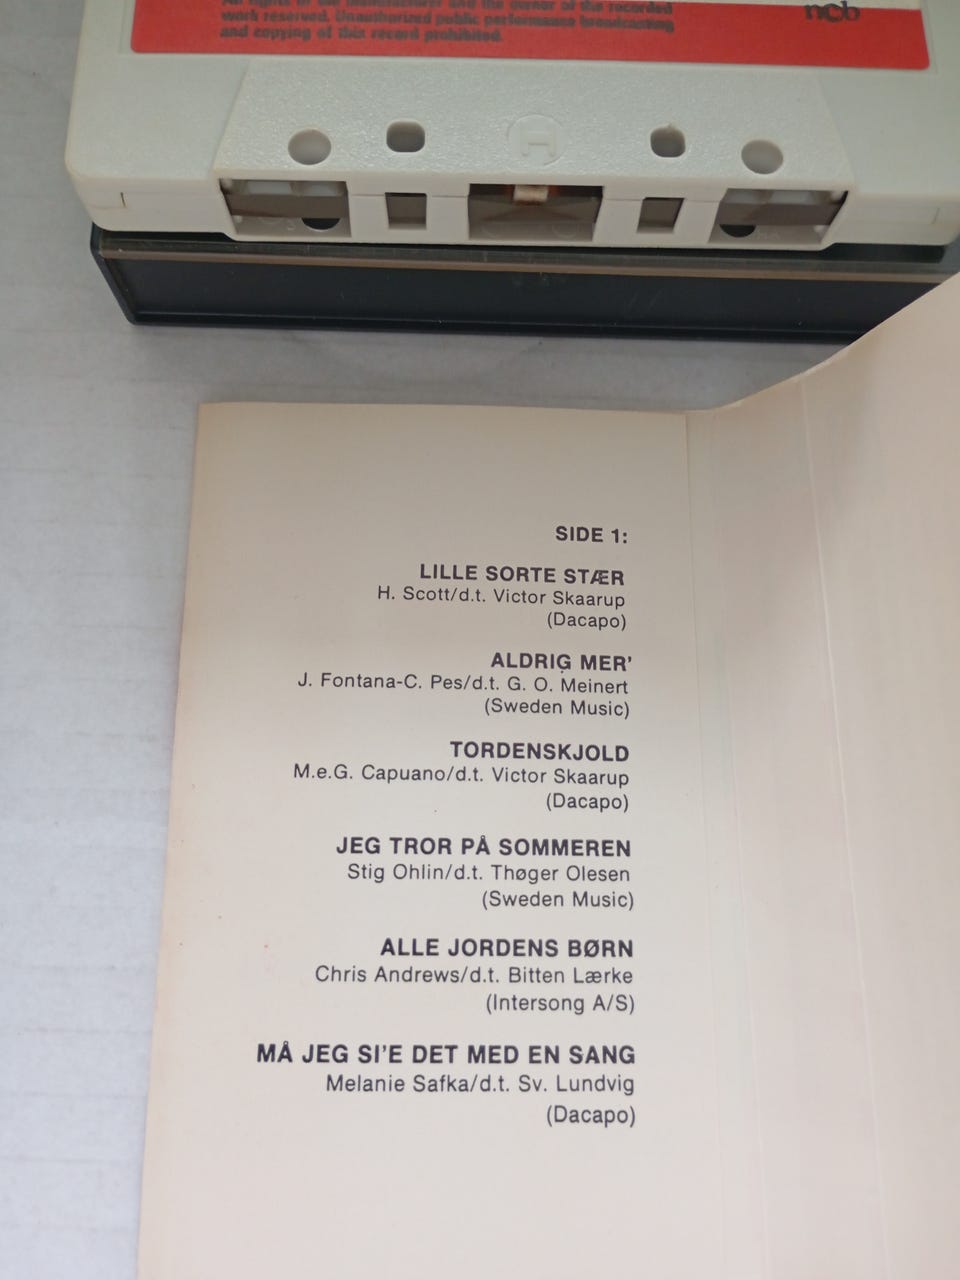 All rights of the manufacturer and the owner of the recorded
work reserved. Unauthorized public performance broadcasting
and copying of this record prohibited.
ncb
SIDE 1:
LILLE SORTE STÆR
H. Scott/d.t. Victor Skaarup
(Dacapo)
ALDRIG MER'
J. Fontana-C. Pes/d.t. G. O. Meinert
(Sweden Music)
TORDENSKJOLD
M.e.G. Capuano/d.t. Victor Skaarup
(Dacapo)
JEG TROR PÅ SOMMEREN
Stig Ohlin/d.t. Thøger Olesen
(Sweden Music)
ALLE JORDENS BØRN
Chris Andrews/d.t. Bitten Lærke
(Intersong A/S)
MÅ JEG SI'E DET MED EN SANG
Melanie Safka/d.t. Sv. Lundvig
(Dacapo)